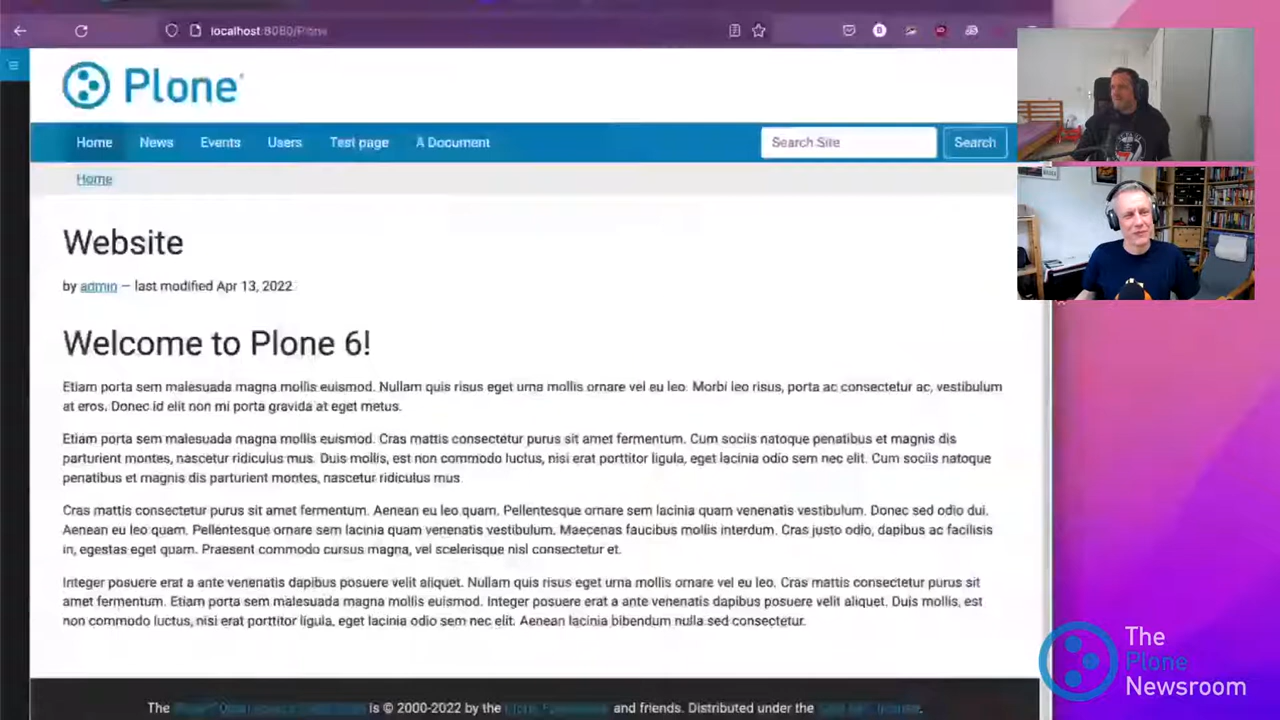 localhost:8080/Plone
Plone
Home News Events Users Test page A Document
Search Site Search
Home
Website
by admin — last modified Apr 13, 2022
Welcome to Plone 6!
Etiam porta sem malesuada magna mollis euismod. Nullam quis risus eget urna mollis ornare vel eu leo. Morbi leo risus, porta ac consectetur ac, vestibulum
at eros. Donec id elit non mi porta gravida at eget metus.
Etiam porta sem malesuada magna mollis euismod. Cras mattis consectetur purus sit amet fermentum. Cum sociis natoque penatibus et magnis dis
parturient montes, nascetur ridiculus mus. Duis mollis, est non commodo luctus, nisi erat porttitor ligula, eget lacinia odio sem nec elit. Cum sociis natoque
penatibus et magnis dis parturient montes, nascetur ridiculus mus.
Cras mattis consectetur purus sit amet fermentum. Aenean eu leo quam. Pellentesque ornare sem lacinia quam venenatis vestibulum. Donec sed odio dui.
Aenean eu leo quam. Pellentesque ornare sem lacinia quam venenatis vestibulum. Maecenas faucibus mollis interdum. Cras justo odio, dapibus ac facilisis
in, egestas eget quam. Praesent commodo cursus magna, vel scelerisque nisl consectetur et.
Integer posuere erat a ante venenatis dapibus posuere velit aliquet. Nullam quis risus eget urna mollis ornare vel eu leo. Cras mattis consectetur purus sit
amet fermentum. Etiam porta sem malesuada magna mollis euismod. Integer posuere erat a ante venenatis dapibus posuere velit aliquet. Duis mollis, est
non commodo luctus, nisi erat porttitor ligula, eget lacinia odio sem nec elit. Aenean lacinia bibendum nulla sed consectetur.
The is © 2000-2022 by the and friends. Distributed under the
The
Plone
Newsroom